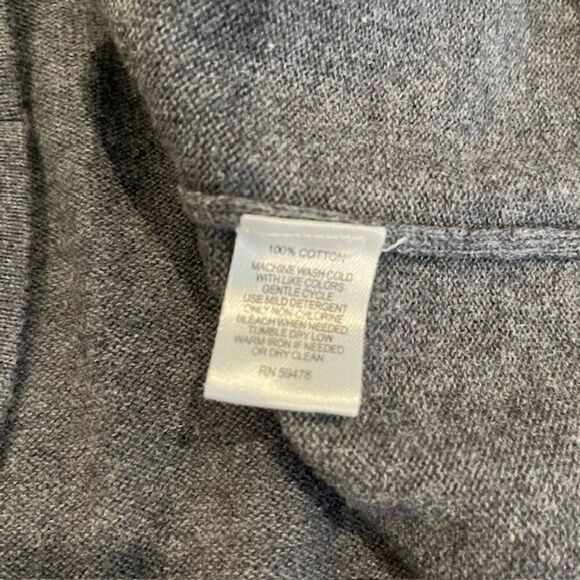 100% COTTON
MACHINE WASH COLD
WITH LIKE COLORS
GENTLE CYCLE
USE MILD DETERGENT
ONLY NON-CHLORINE
BLEACH WHEN NEEDED
TUMBLE DRY LOW
WARM IRON IF NEEDED
OR DRY CLEAN
RN 59478